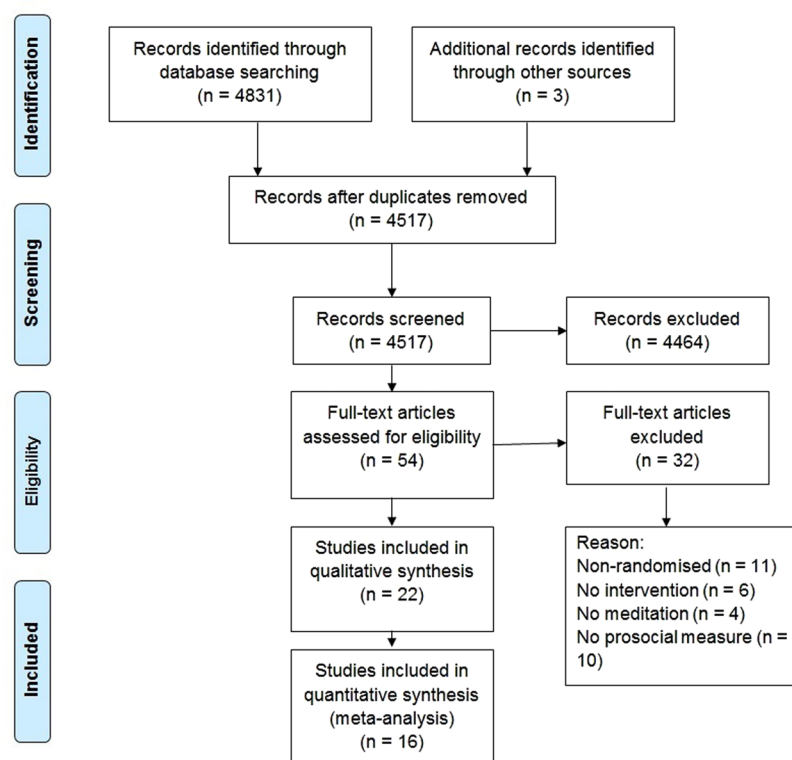 Identification
Records identified through
database searching
(n = 4831)
Additional records identified
through other sources
(n = 3)
Records after duplicates removed
(n = 4517)
Screening
Records screened
(n = 4517)
Records excluded
(n = 4464)
Eligibility
Full-text articles
assessed for eligibility
(n = 54)
Full-text articles
excluded
(n = 32)
Reason:
Non-randomised (n = 11)
No intervention (n = 6)
No meditation (n = 4)
No prosocial measure (n =
10)
Studies included in
qualitative synthesis
(n = 22)
Included
Studies included in
quantitative synthesis
(meta-analysis)
(n = 16)